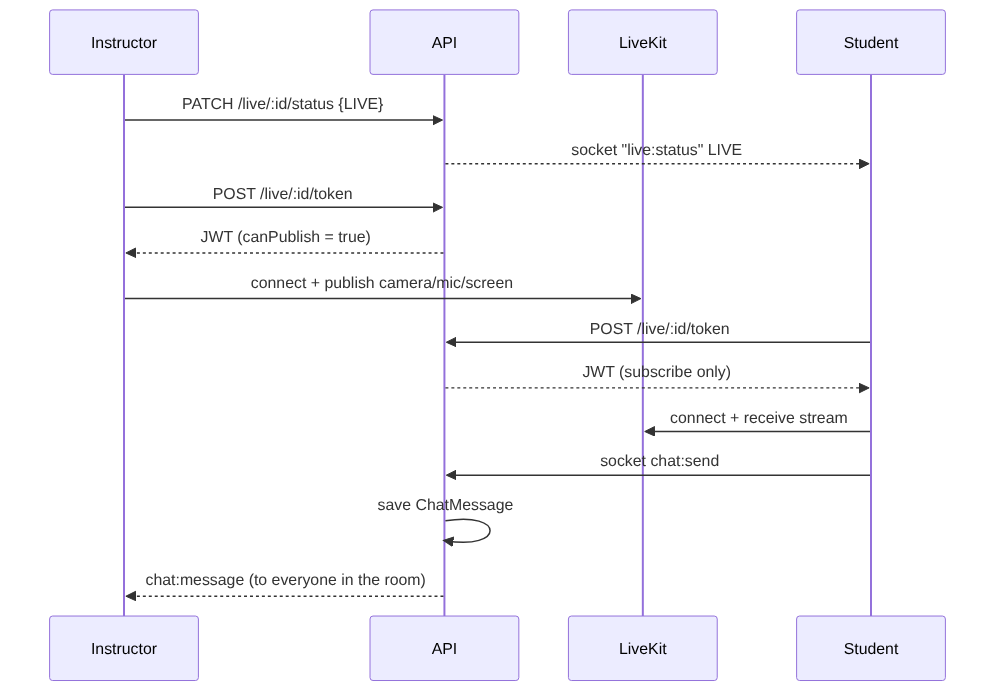 Instructor API LiveKit Student
PATCH /live/:id/status {LIVE}
socket "live:status" LIVE
POST /live/:id/token
JWT (canPublish = true)
connect + publish camera/mic/screen
POST /live/:id/token
JWT (subscribe only)
connect + receive stream
socket chat:send
save ChatMessage
chat:message (to everyone in the room)
Instructor API LiveKit Student